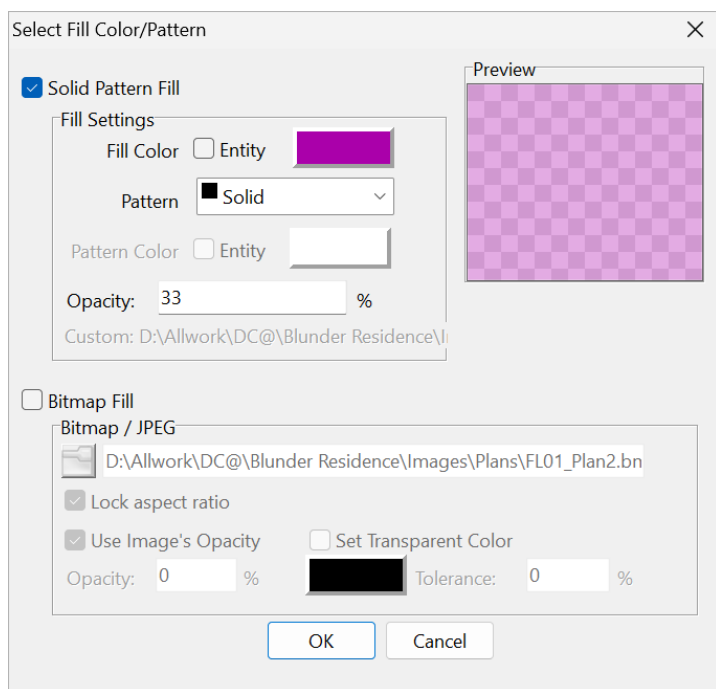 Select Fill Color/Pattern
Preview
Solid Pattern Fill
Fill Settings
Fill Color Entity
Pattern Solid
Pattern Color Entity
Opacity: 33 %
Custom: D:\Allwork\DC@\Blunder Residence\I
Bitmap Fill
Bitmap / JPEG
D:\Allwork\DC@\Blunder Residence\Images\Plans\FL01_Plan2.bn
Lock aspect ratio
Use Image's Opacity Set Transparent Color
Opacity: 0 % Tolerance: 0 %
OK Cancel